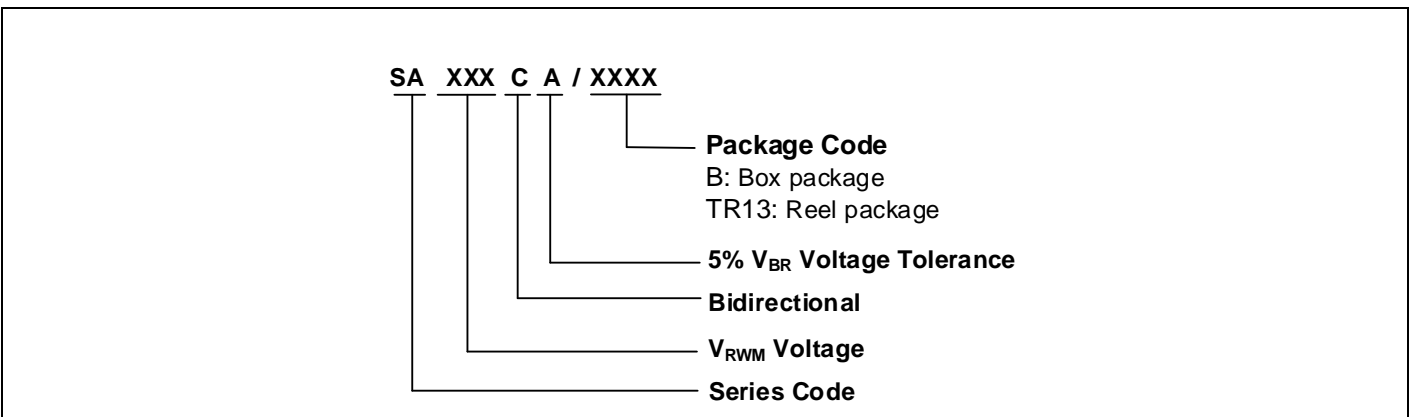 SA XXX C A / XXXX
Package Code
B: Box package
TR13: Reel package
5% VBR Voltage Tolerance
Bidirectional
VRWM Voltage
Series Code